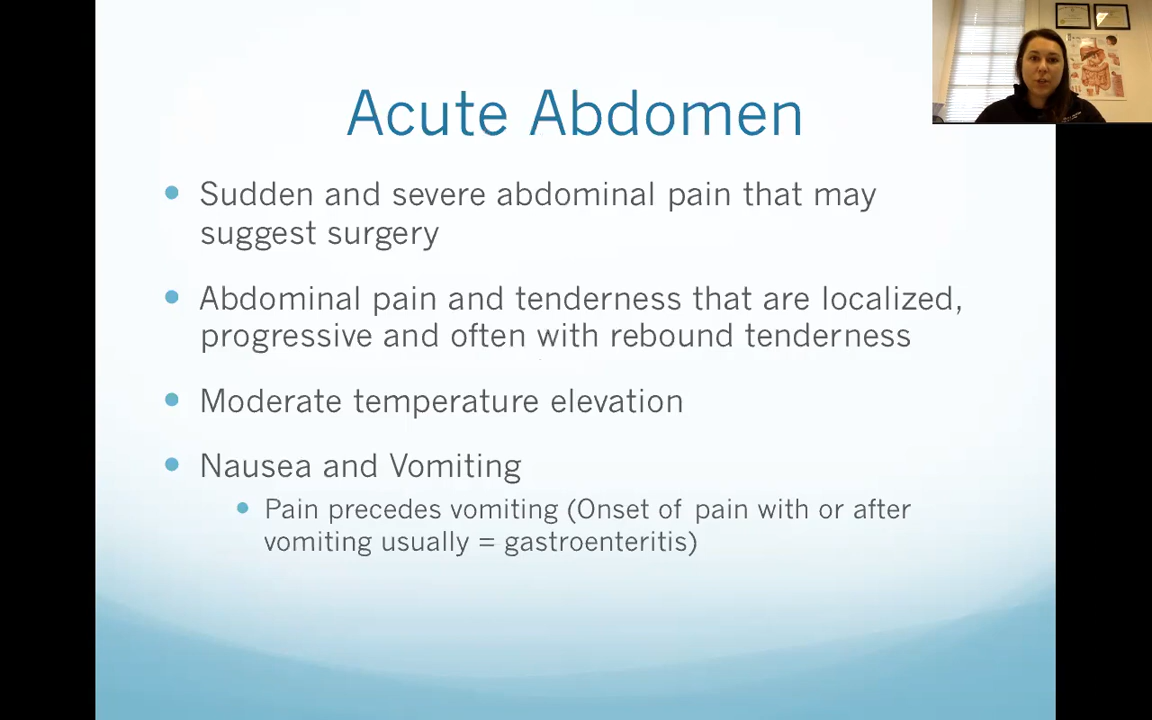 Acute Abdomen
Sudden and severe abdominal pain that may
suggest surgery
Abdominal pain and tenderness that are localized,
progressive and often with rebound tenderness
Moderate temperature elevation
Nausea and Vomiting
Pain precedes vomiting (Onset of pain with or after
vomiting usually = gastroenteritis)